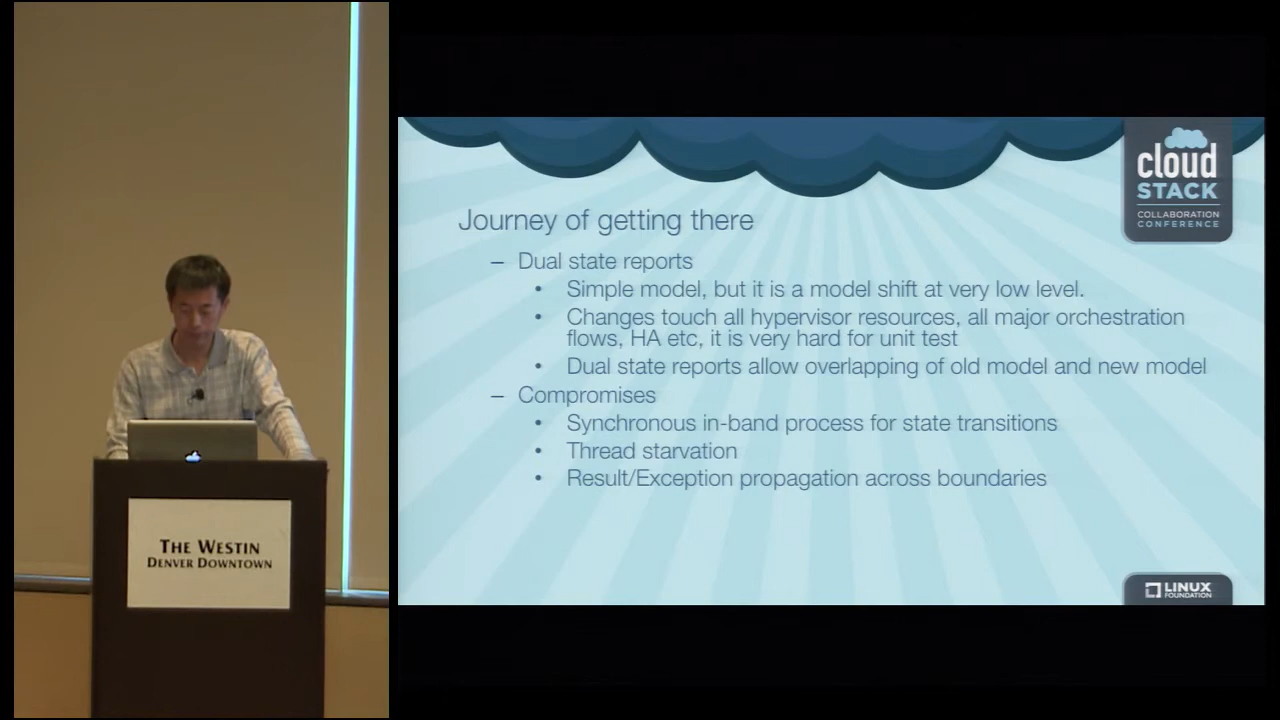 cloud
STACK
COLLABORATION
CONFERENCE
Journey of getting there
– Dual state reports
• Simple model, but it is a model shift at very low level.
• Changes touch all hypervisor resources, all major orchestration
flows, HA etc, it is very hard for unit test
• Dual state reports allow overlapping of old model and new model
– Compromises
• Synchronous in-band process for state transitions
• Thread starvation
• Result/Exception propagation across boundaries
THE WESTIN
DENVER DOWNTOWN
LINUX
FOUNDATION